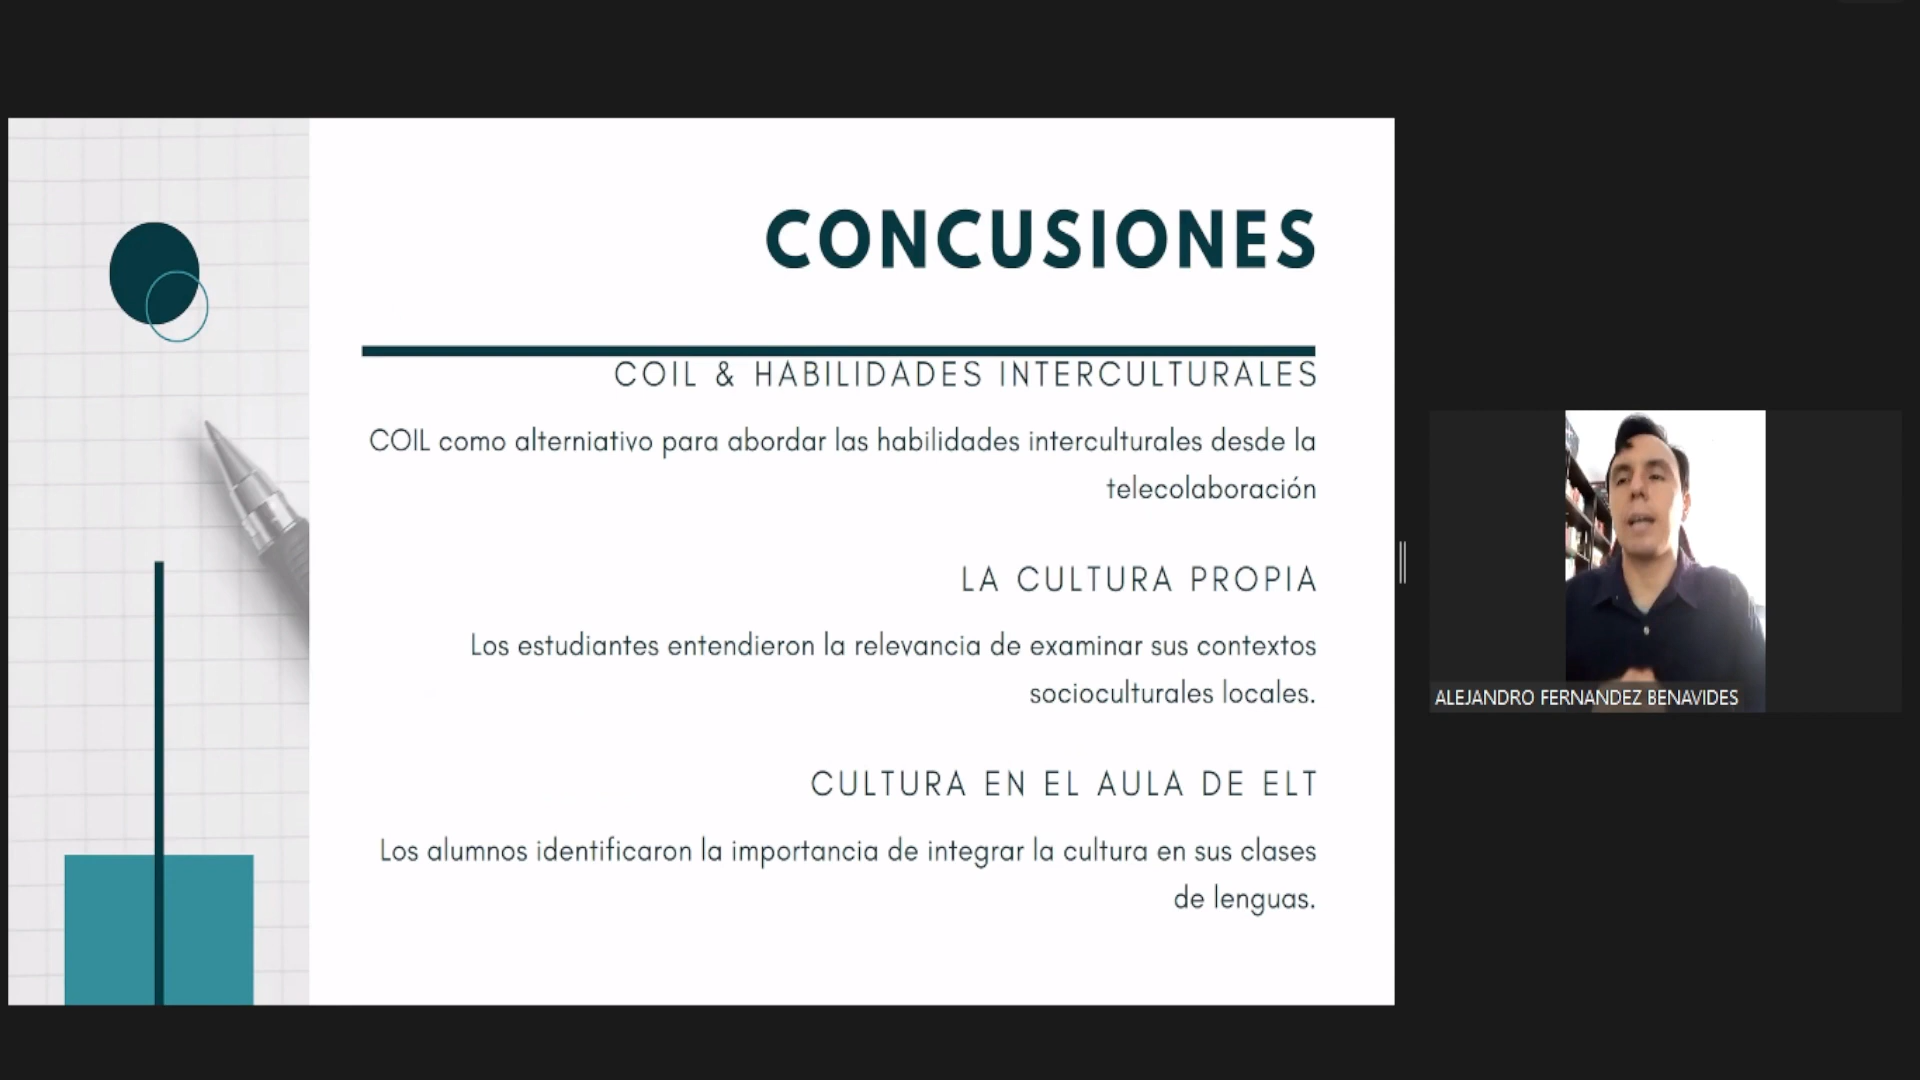 CONCUSIONES
COIL & HABILIDADES INTERCULTURALES
COIL como alterniativo para abordar las habilidades interculturales desde la
telecolaboración
LA CULTURA PROPIA
Los estudiantes entendieron la relevancia de examinar sus contextos
socioculturales locales.
CULTURA EN EL AULA DE ELT
Los alumnos identificaron la importancia de integrar la cultura en sus clases
de lenguas.
ALEJANDRO FERNANDEZ BENAVIDES